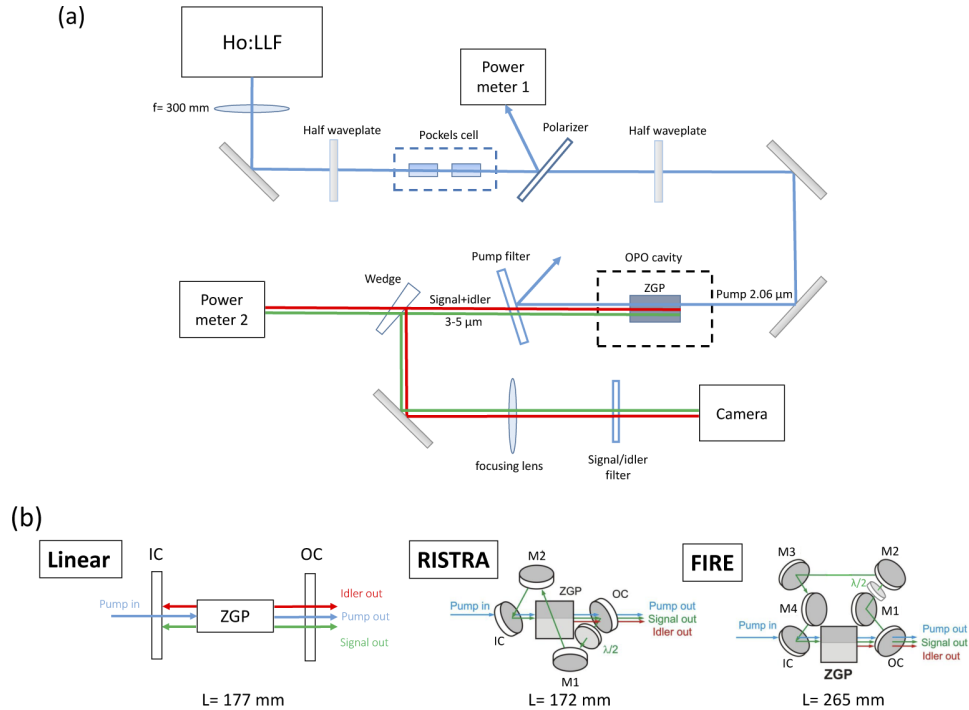 (a)
Ho:LLF
f= 300 mm
Half waveplate
Pockels cell
Power
meter 1
Polarizer
Half waveplate
Power
meter 2
Wedge
Signal+idler
3-5 µm
Pump filter
OPO cavity
ZGP
Pump 2.06 µm
focusing lens
Signal/idler
filter
Camera
(b)
Linear
IC
OC
Pump in
ZGP
Idler out
Pump out
Signal out
L= 177 mm
RISTRA
M2
ZGP
OC
Pump in
IC
λ/2
M1
Pump out
Signal out
Idler out
L= 172 mm
FIRE
M3
M2
λ/2
M4
M1
Pump in
IC
ZGP
OC
Pump out
Signal out
Idler out
L= 265 mm